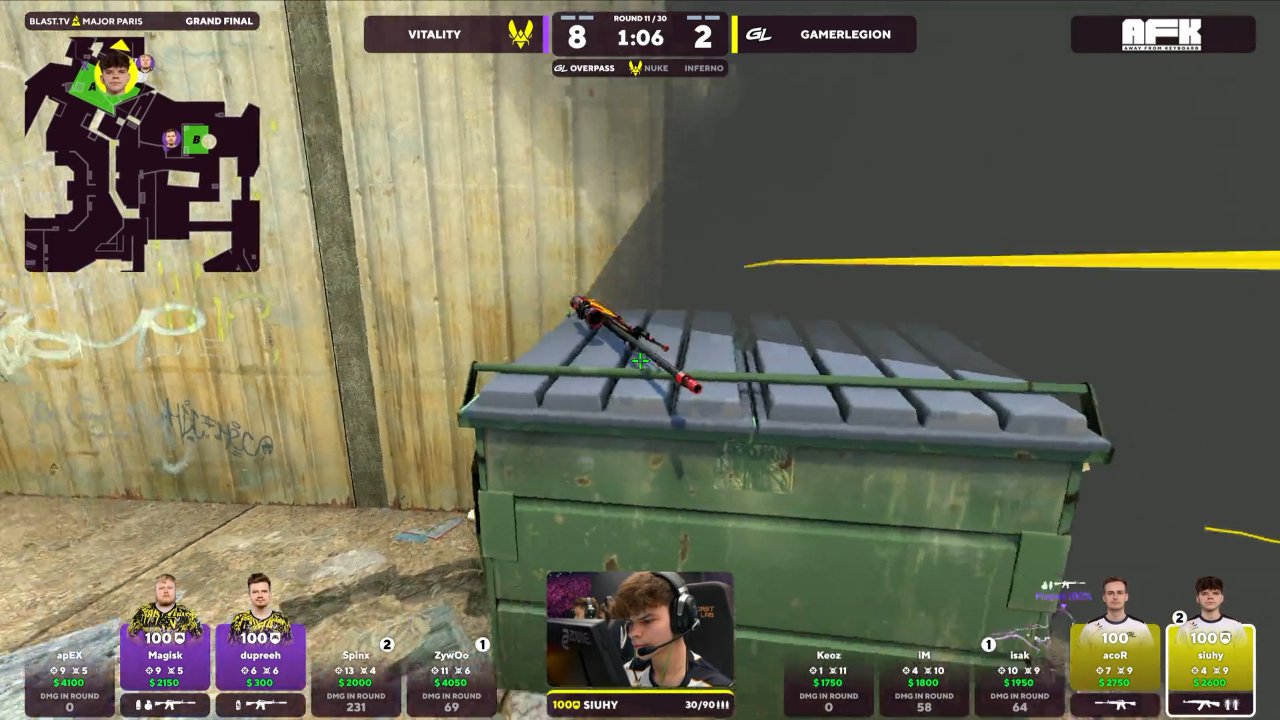 BLAST.TV MAJOR PARIS GRAND FINAL
VITALITY
8
ROUND 11 / 30
1:06
2
GL
GAMERLEGION
AFK
AWAY FROM KEYBOARD
GL OVERPASS NUKE INFERNO
A
B
apEX
9 5
$4100
DMG IN ROUND
0
100
Magisk
9 5
$2150
100
dupreeh
6 6
$300
2
Spinx
13 4
$2000
DMG IN ROUND
231
1
ZywOo
11 6
$4050
DMG IN ROUND
69
ZOWIE
100 SIUHY 30/90
Keoz
1 11
$1750
DMG IN ROUND
0
iM
4 10
$1800
DMG IN ROUND
58
1
isak
10 9
$1950
DMG IN ROUND
64
100
acoR
7 9
$2750
2
100
siuhy
4 9
$2600